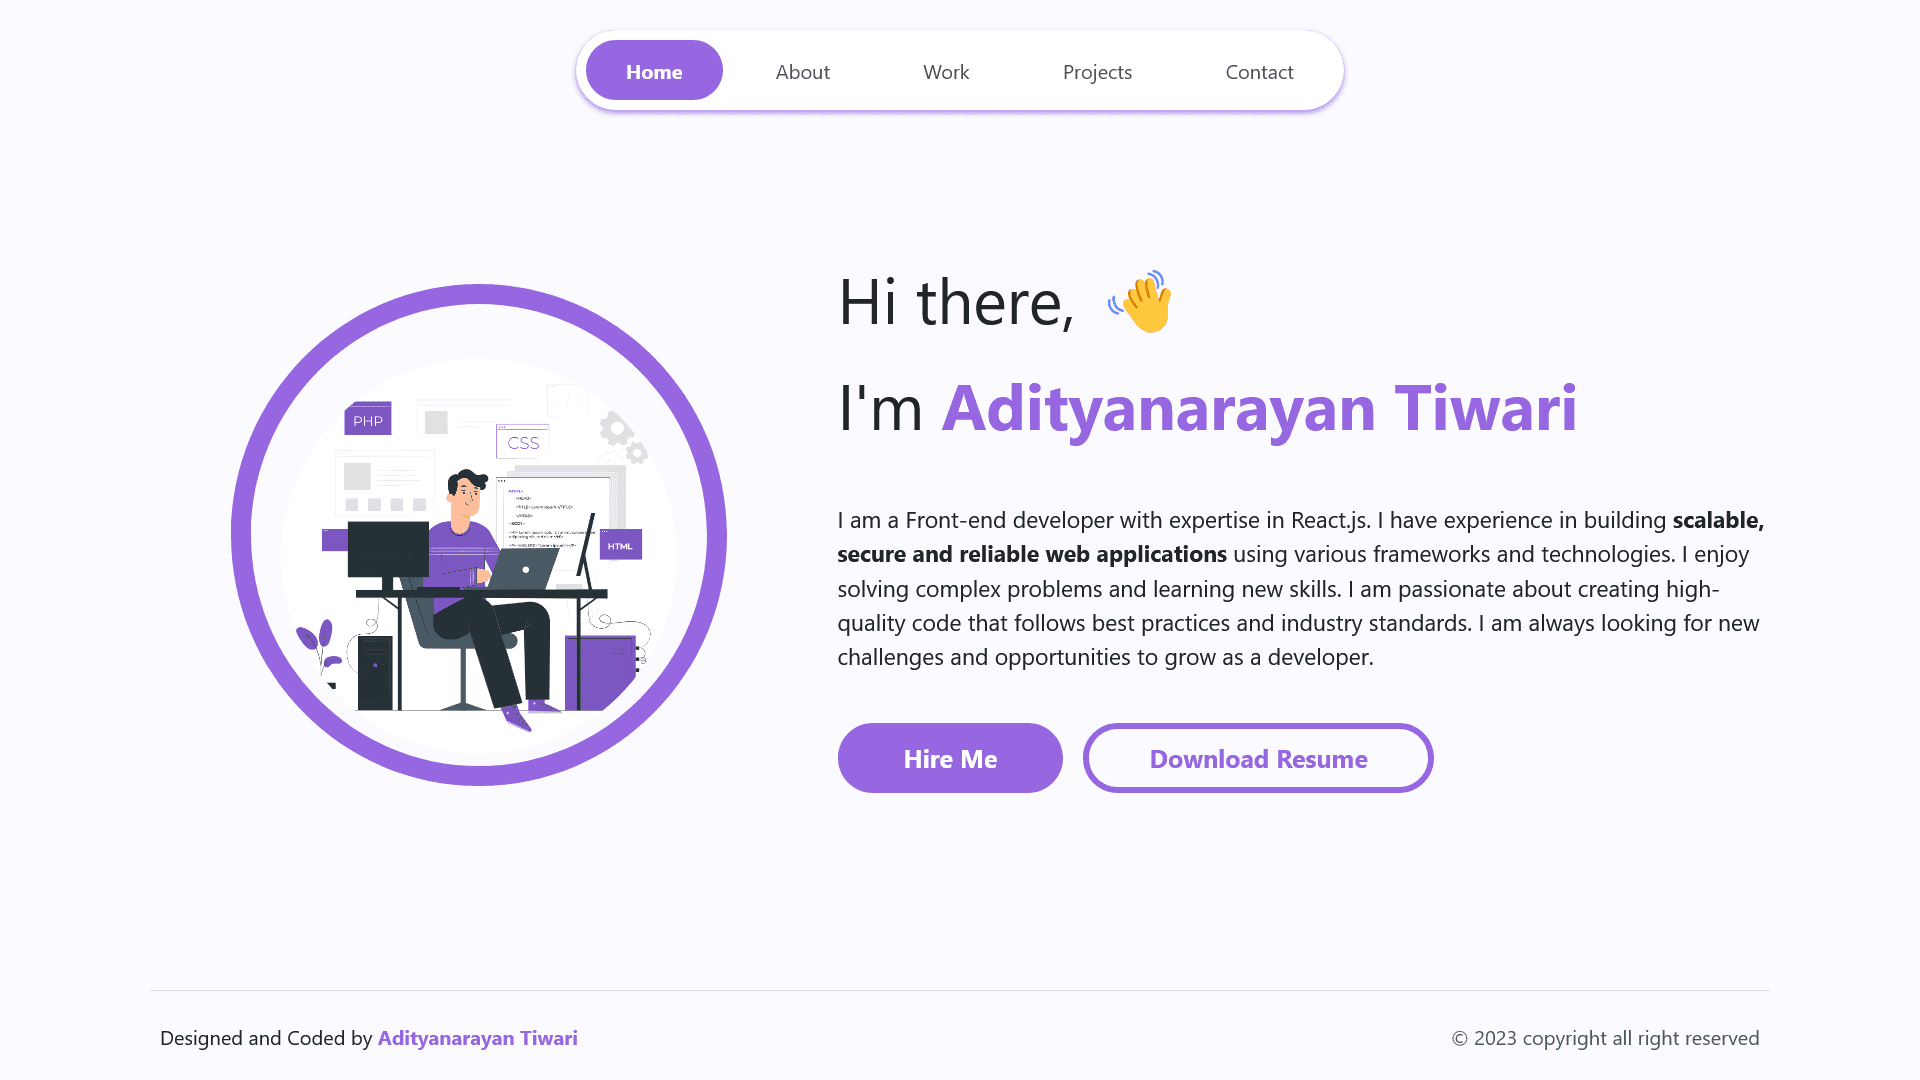 Home About Work Projects Contact
Hi there,
I'm Adityanarayan Tiwari
PHP
CSS
HTML
I am a Front-end developer with expertise in React.js. I have experience in building scalable,
secure and reliable web applications using various frameworks and technologies. I enjoy
solving complex problems and learning new skills. I am passionate about creating high-
quality code that follows best practices and industry standards. I am always looking for new
challenges and opportunities to grow as a developer.
Hire Me Download Resume
Designed and Coded by Adityanarayan Tiwari © 2023 copyright all right reserved